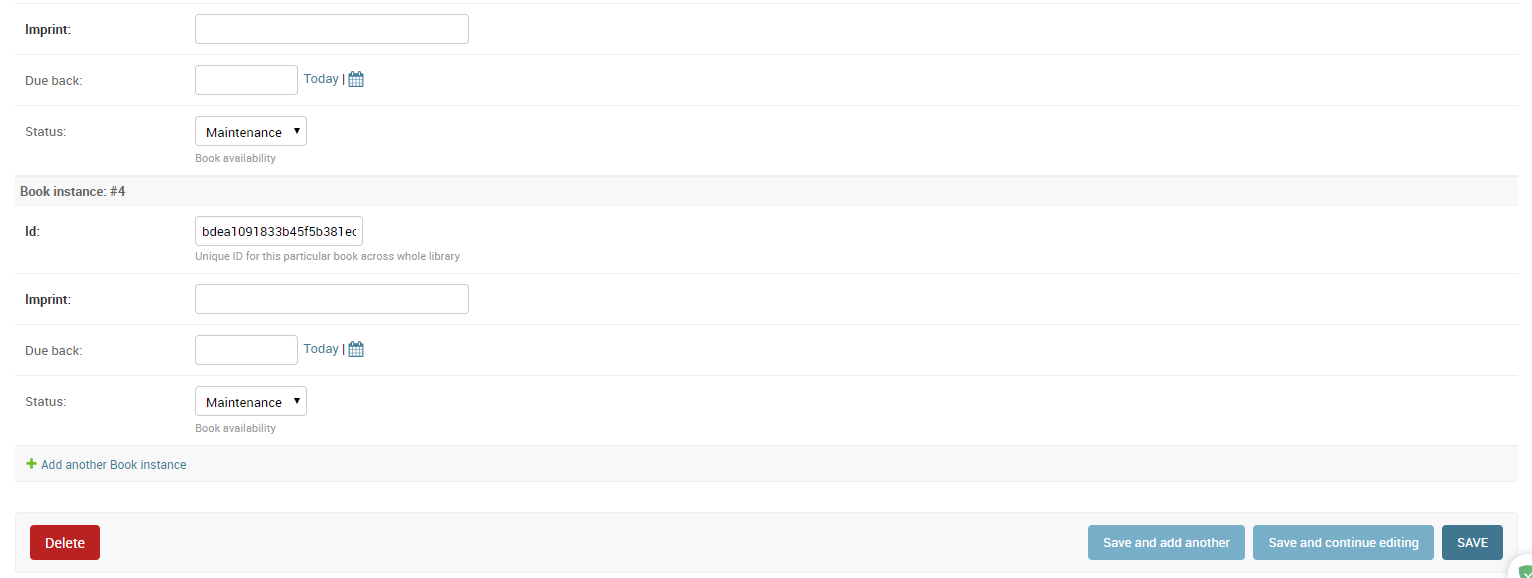 Imprint:
Due back: Today |
Status: Maintenance
Book availability
Book instance: #4
Id: bdea1091833b45f5b381ec
Unique ID for this particular book across whole library
Imprint:
Due back: Today |
Status: Maintenance
Book availability
Add another Book instance
Delete Save and add another Save and continue editing SAVE